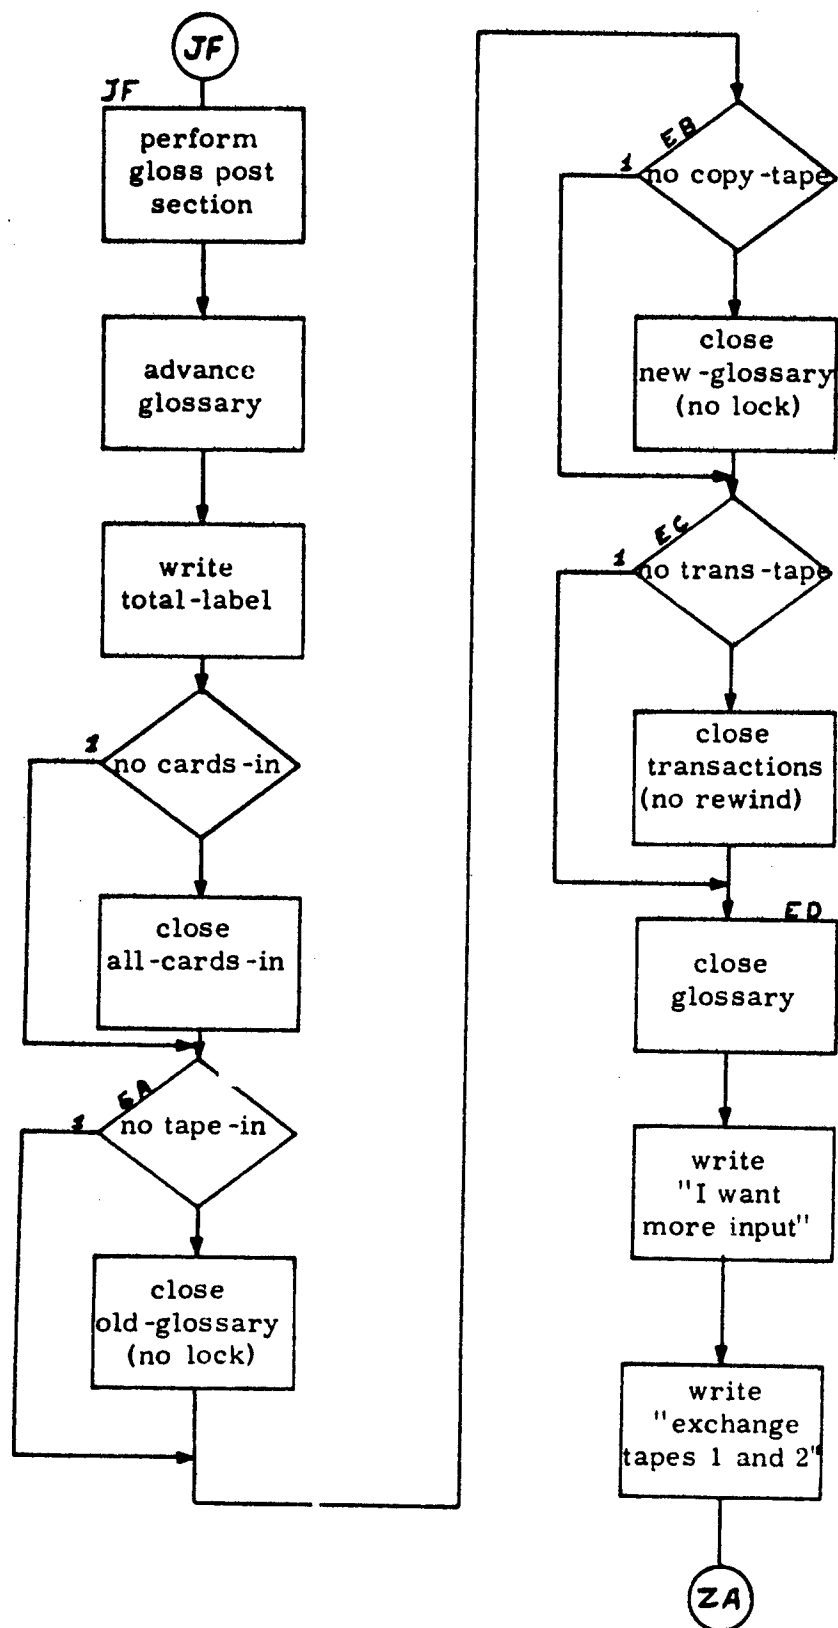 JF
JF
perform
gloss post
section
advance
glossary
write
total-label
1
no cards-in
close
all-cards-in
EA
1
no tape-in
close
old-glossary
(no lock)
EB
1
no copy-tape
close
new-glossary
(no lock)
EC
1
no trans-tape
close
transactions
(no rewind)
ED
close
glossary
write
"I want
more input"
write
"exchange
tapes 1 and 2"
ZA